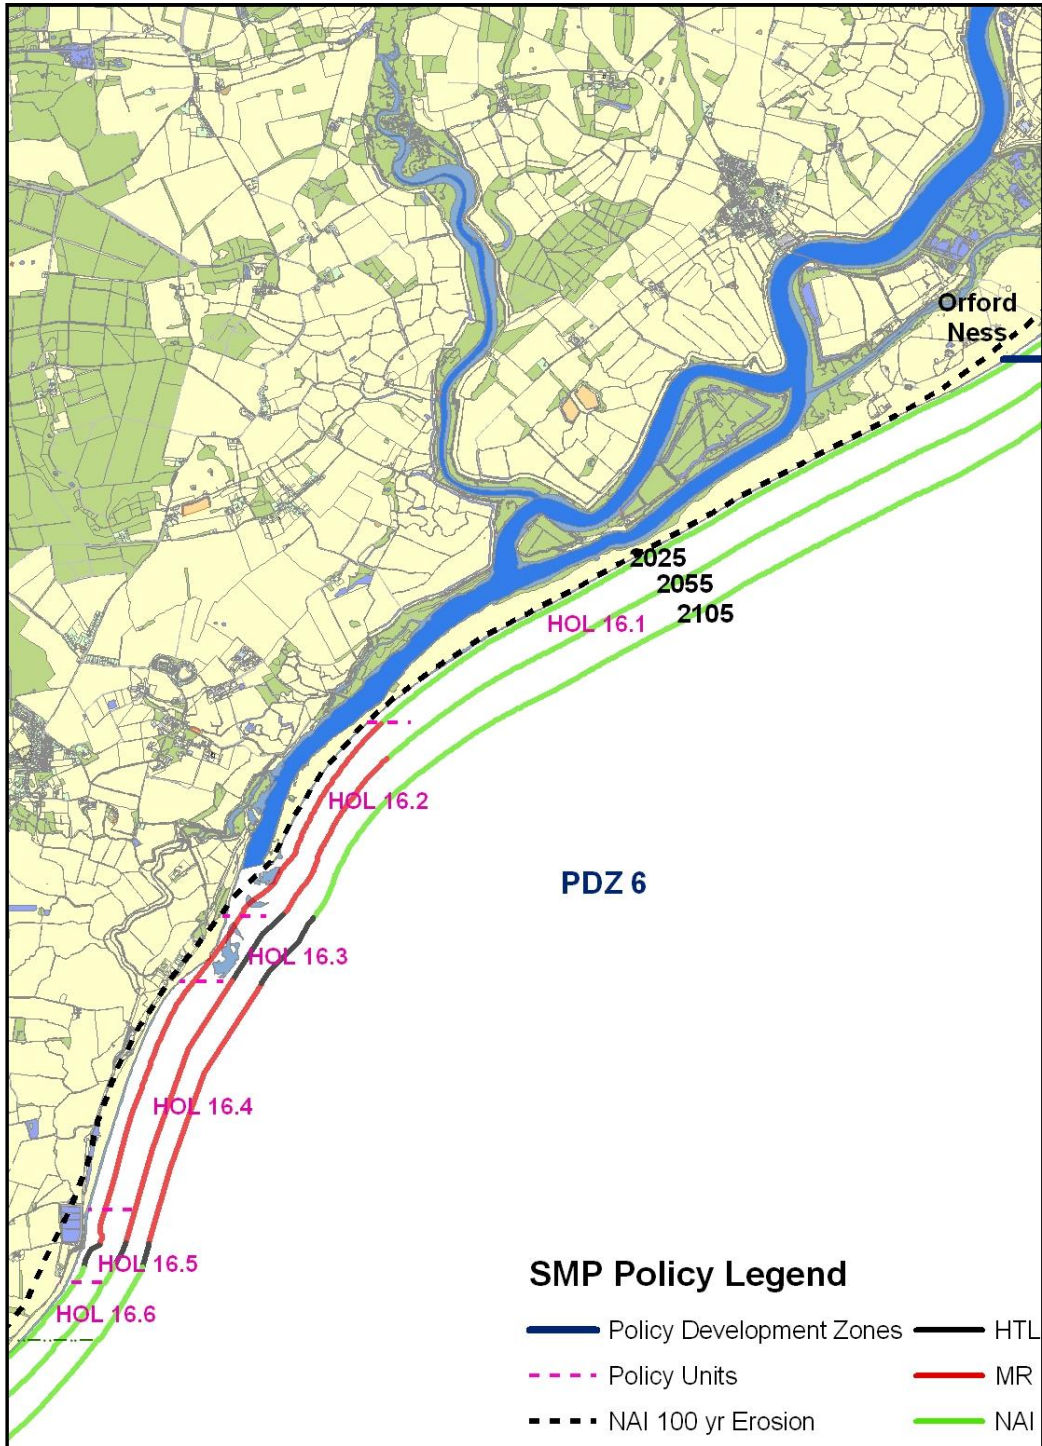 Orford
Ness
2025
2055
2105
HOL 16.1
HOL 16.2
PDZ 6
HOL 16.3
HOL 16.4
HOL 16.5
HOL 16.6
SMP Policy Legend
Policy Development Zones
HTL
Policy Units
MR
NAI 100 yr Erosion
NAI